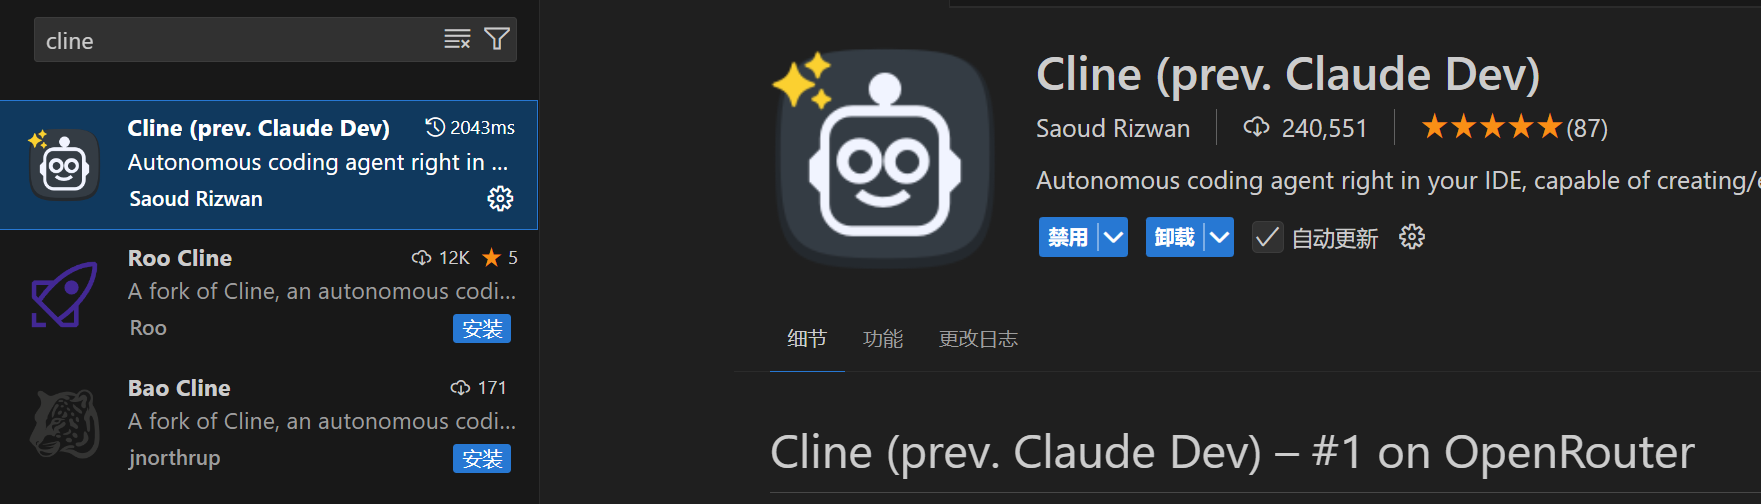 cline
Cline (prev. Claude Dev)
2043ms
Autonomous coding agent right in ...
Saoud Rizwan
Roo Cline
12K
5
A fork of Cline, an autonomous codi...
Roo
安装
Bao Cline
171
A fork of Cline, an autonomous codi...
jnorthrup
安装
Cline (prev. Claude Dev)
Saoud Rizwan
240,551
(87)
Autonomous coding agent right in your IDE, capable of creating/
禁用
卸载
自动更新
细节
功能
更改日志
Cline (prev. Claude Dev) – #1 on OpenRouter